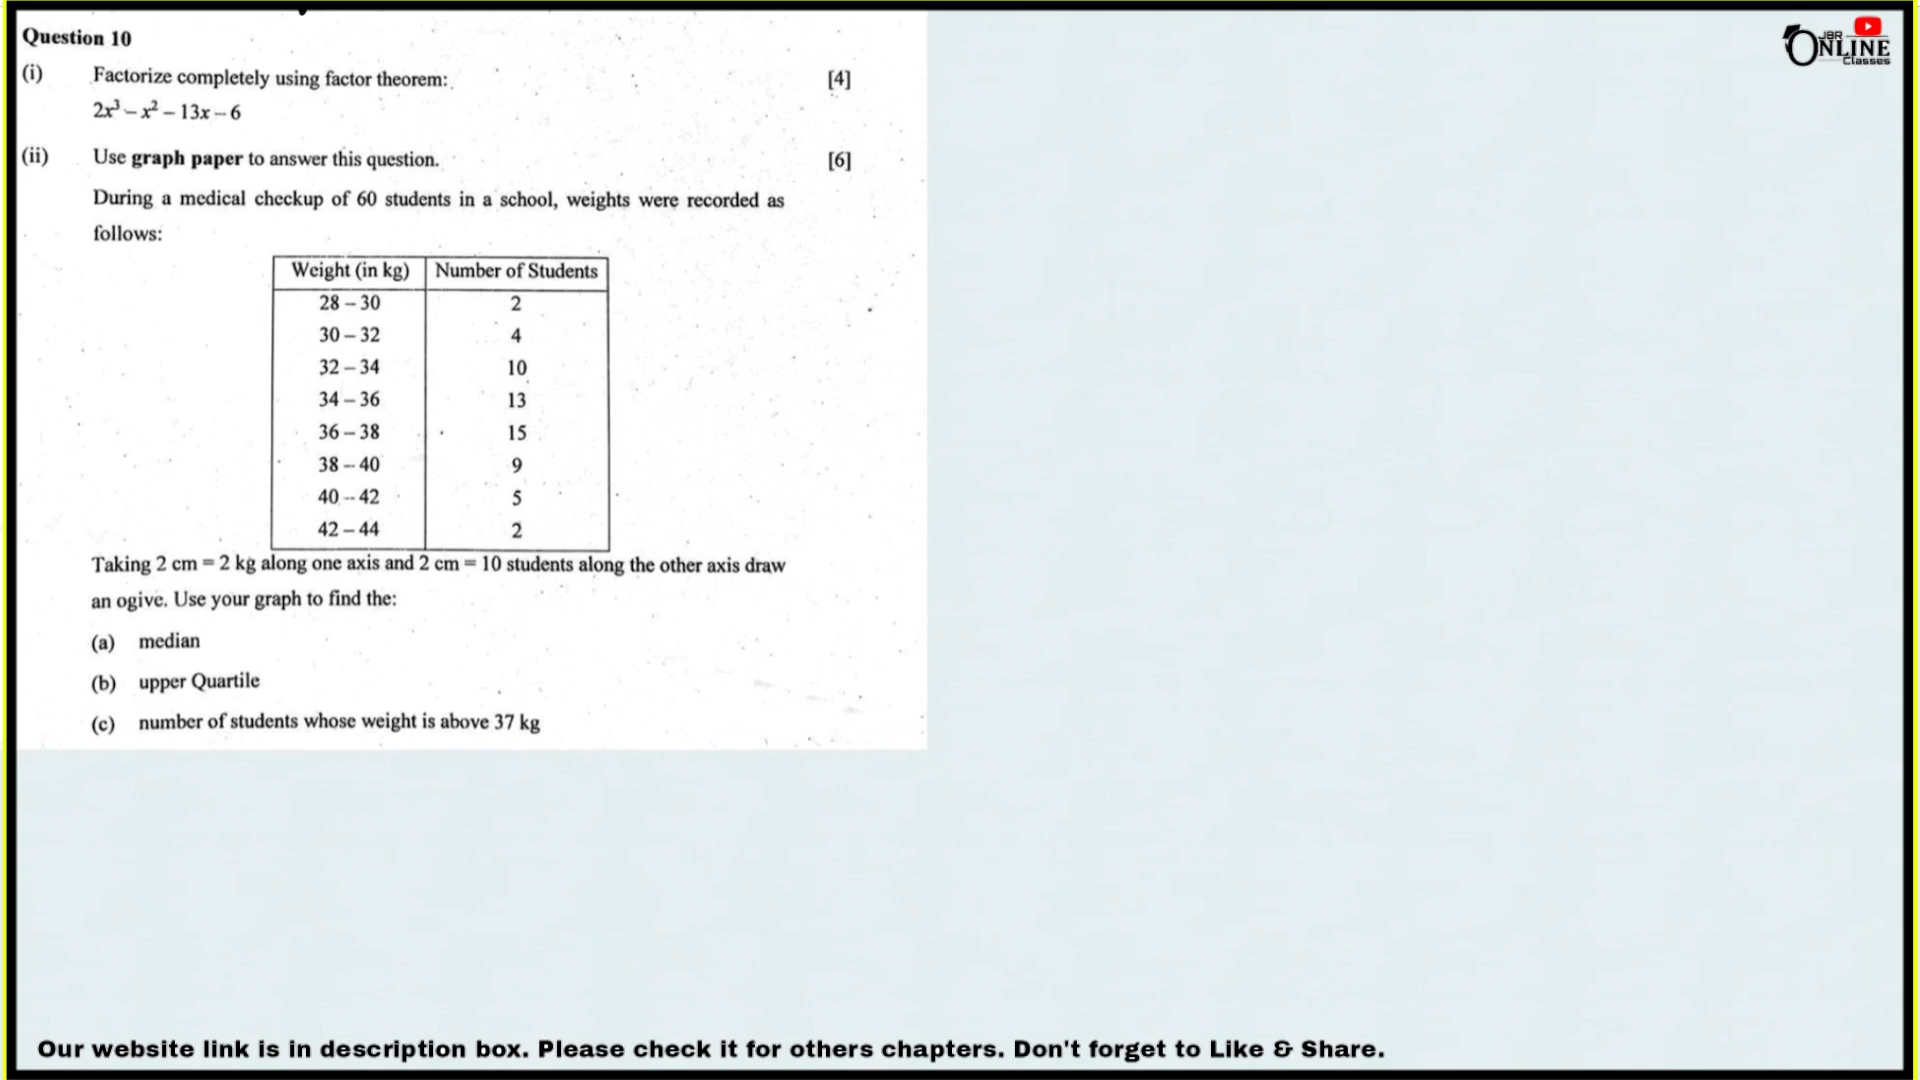 Question 10
(i) Factorize completely using factor theorem: [4]
2x³ – x² – 13x – 6
(ii) Use graph paper to answer this question. [6]
During a medical checkup of 60 students in a school, weights were recorded as
follows:
Weight (in kg) Number of Students
28 – 30 2
30 – 32 4
32 – 34 10
34 – 36 13
36 – 38 15
38 – 40 9
40 – 42 5
42 – 44 2
Taking 2 cm = 2 kg along one axis and 2 cm = 10 students along the other axis draw
an ogive. Use your graph to find the:
(a) median
(b) upper Quartile
(c) number of students whose weight is above 37 kg
JBR
ONLINE
Classes
Our website link is in description box. Please check it for others chapters. Don't forget to Like & Share.